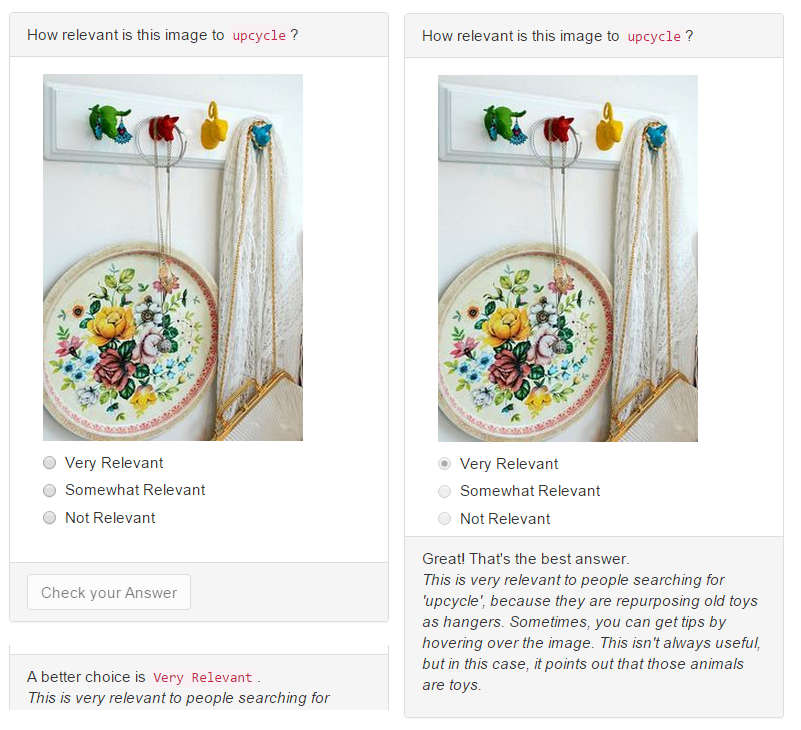 How relevant is this image to upcycle?
Very Relevant
Somewhat Relevant
Not Relevant
Check your Answer
A better choice is Very Relevant.
This is very relevant to people searching for
How relevant is this image to upcycle?
Very Relevant
Somewhat Relevant
Not Relevant
Great! That's the best answer.
This is very relevant to people searching for
'upcycle', because they are repurposing old toys
as hangers. Sometimes, you can get tips by
hovering over the image. This isn't always useful,
but in this case, it points out that those animals
are toys.